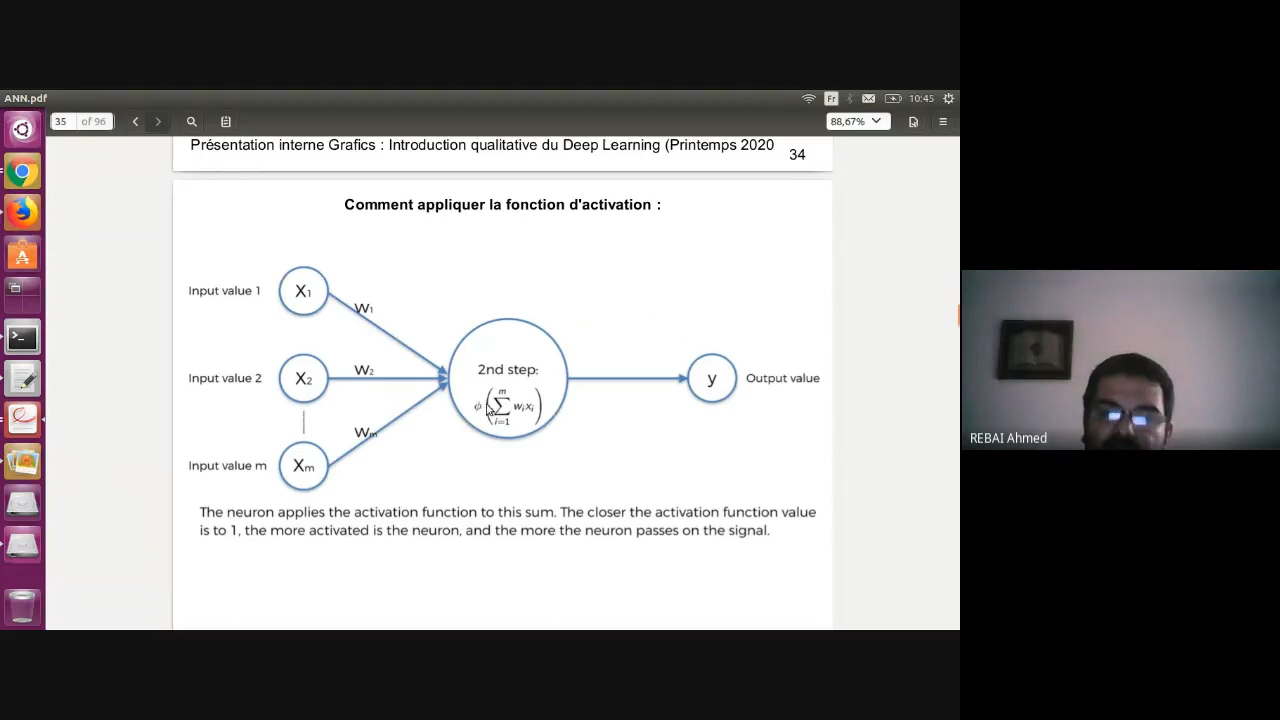 ANN.pdf
Fr
10:45
35 of 96
88,67%
Présentation interne Grafics : Introduction qualitative du Deep Learning (Printemps 2020
34
Comment appliquer la fonction d'activation :
Input value 1
X1
W1
Input value 2
X2
W2
Input value m
Xm
Wm
2nd step:
ϕ(∑ᵢ₌₁ᵐ wᵢxᵢ)
y
Output value
The neuron applies the activation function to this sum. The closer the activation function value
is to 1, the more activated is the neuron, and the more the neuron passes on the signal.
REBAI Ahmed